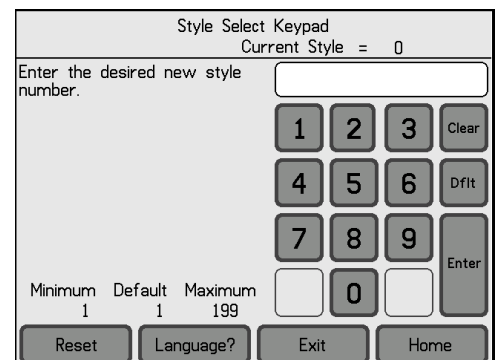 Style Select Keypad
Current Style = 0
Enter the desired new style
number.
1 2 3 Clear
4 5 6 Dflt
7 8 9
Enter
0
Minimum Default Maximum
1 1 199
Reset Language? Exit Home